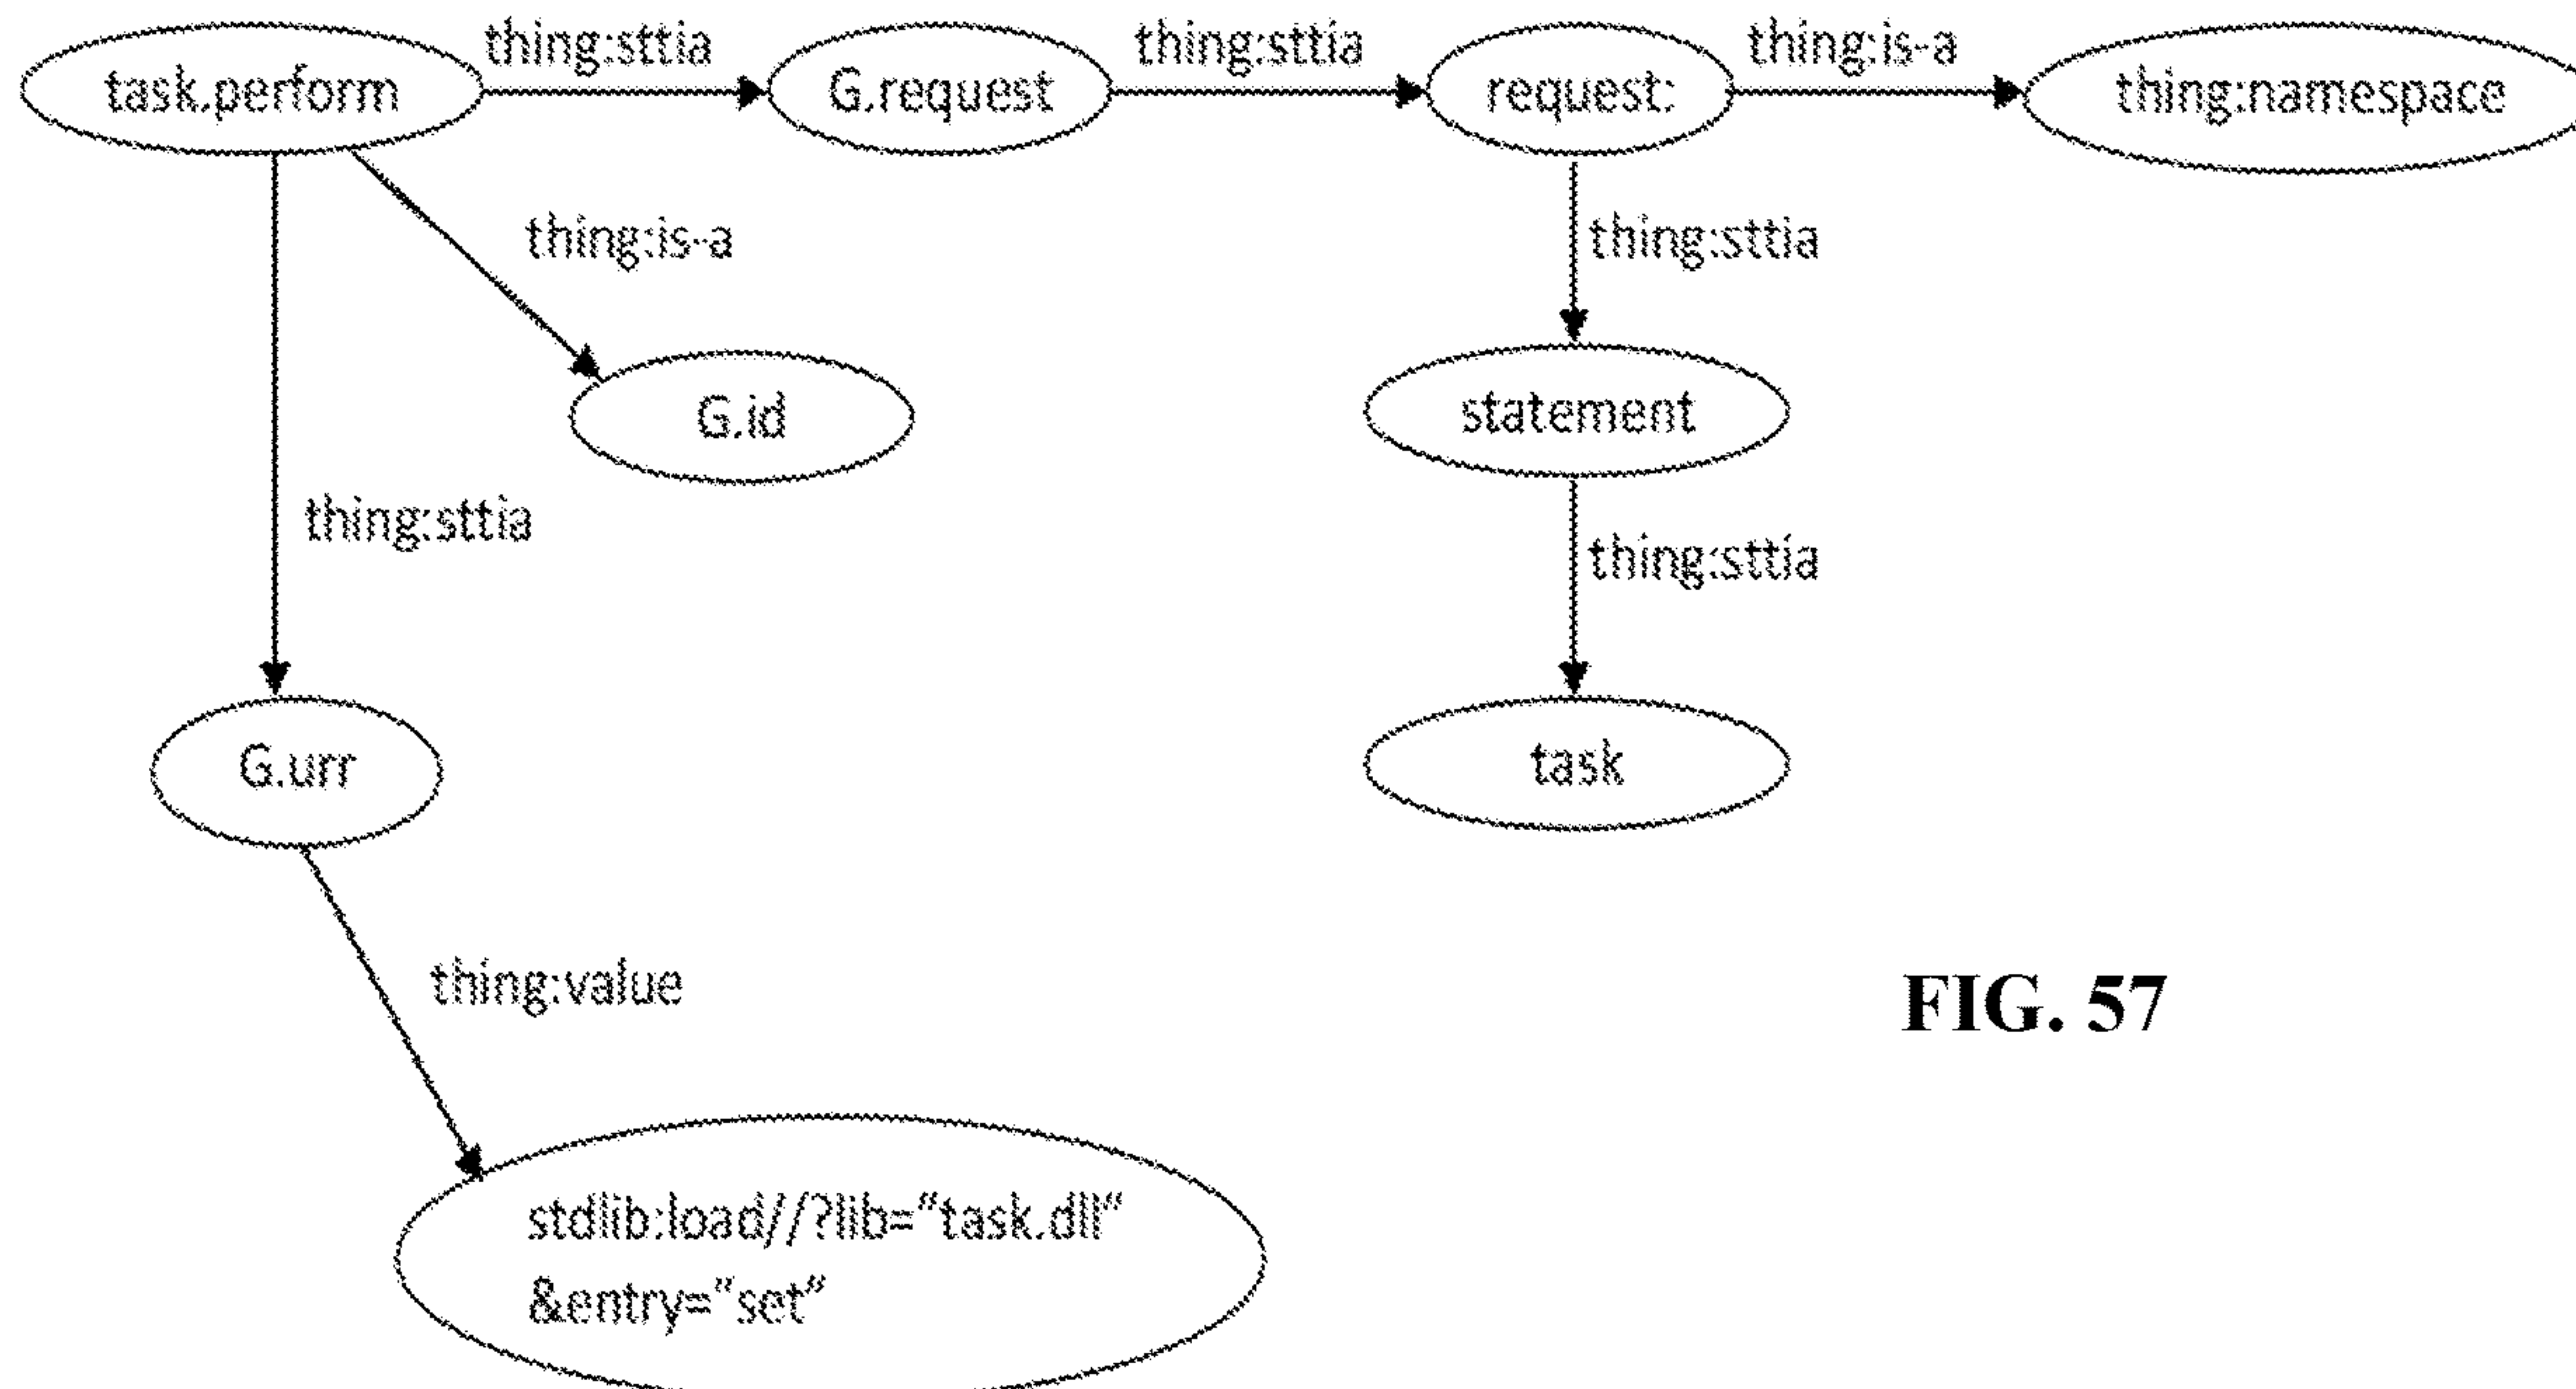 thing:sttia
thing:sttia
thing:is-a
task.perform
G.request
request:
thing:namespace
thing:is-a
thing:sttia
G.id
statement
thing:sttia
thing:sttia
G.urr
task
thing:value
FIG. 57
stdlib:load//?lib=“task.dll“
&entry=“set“